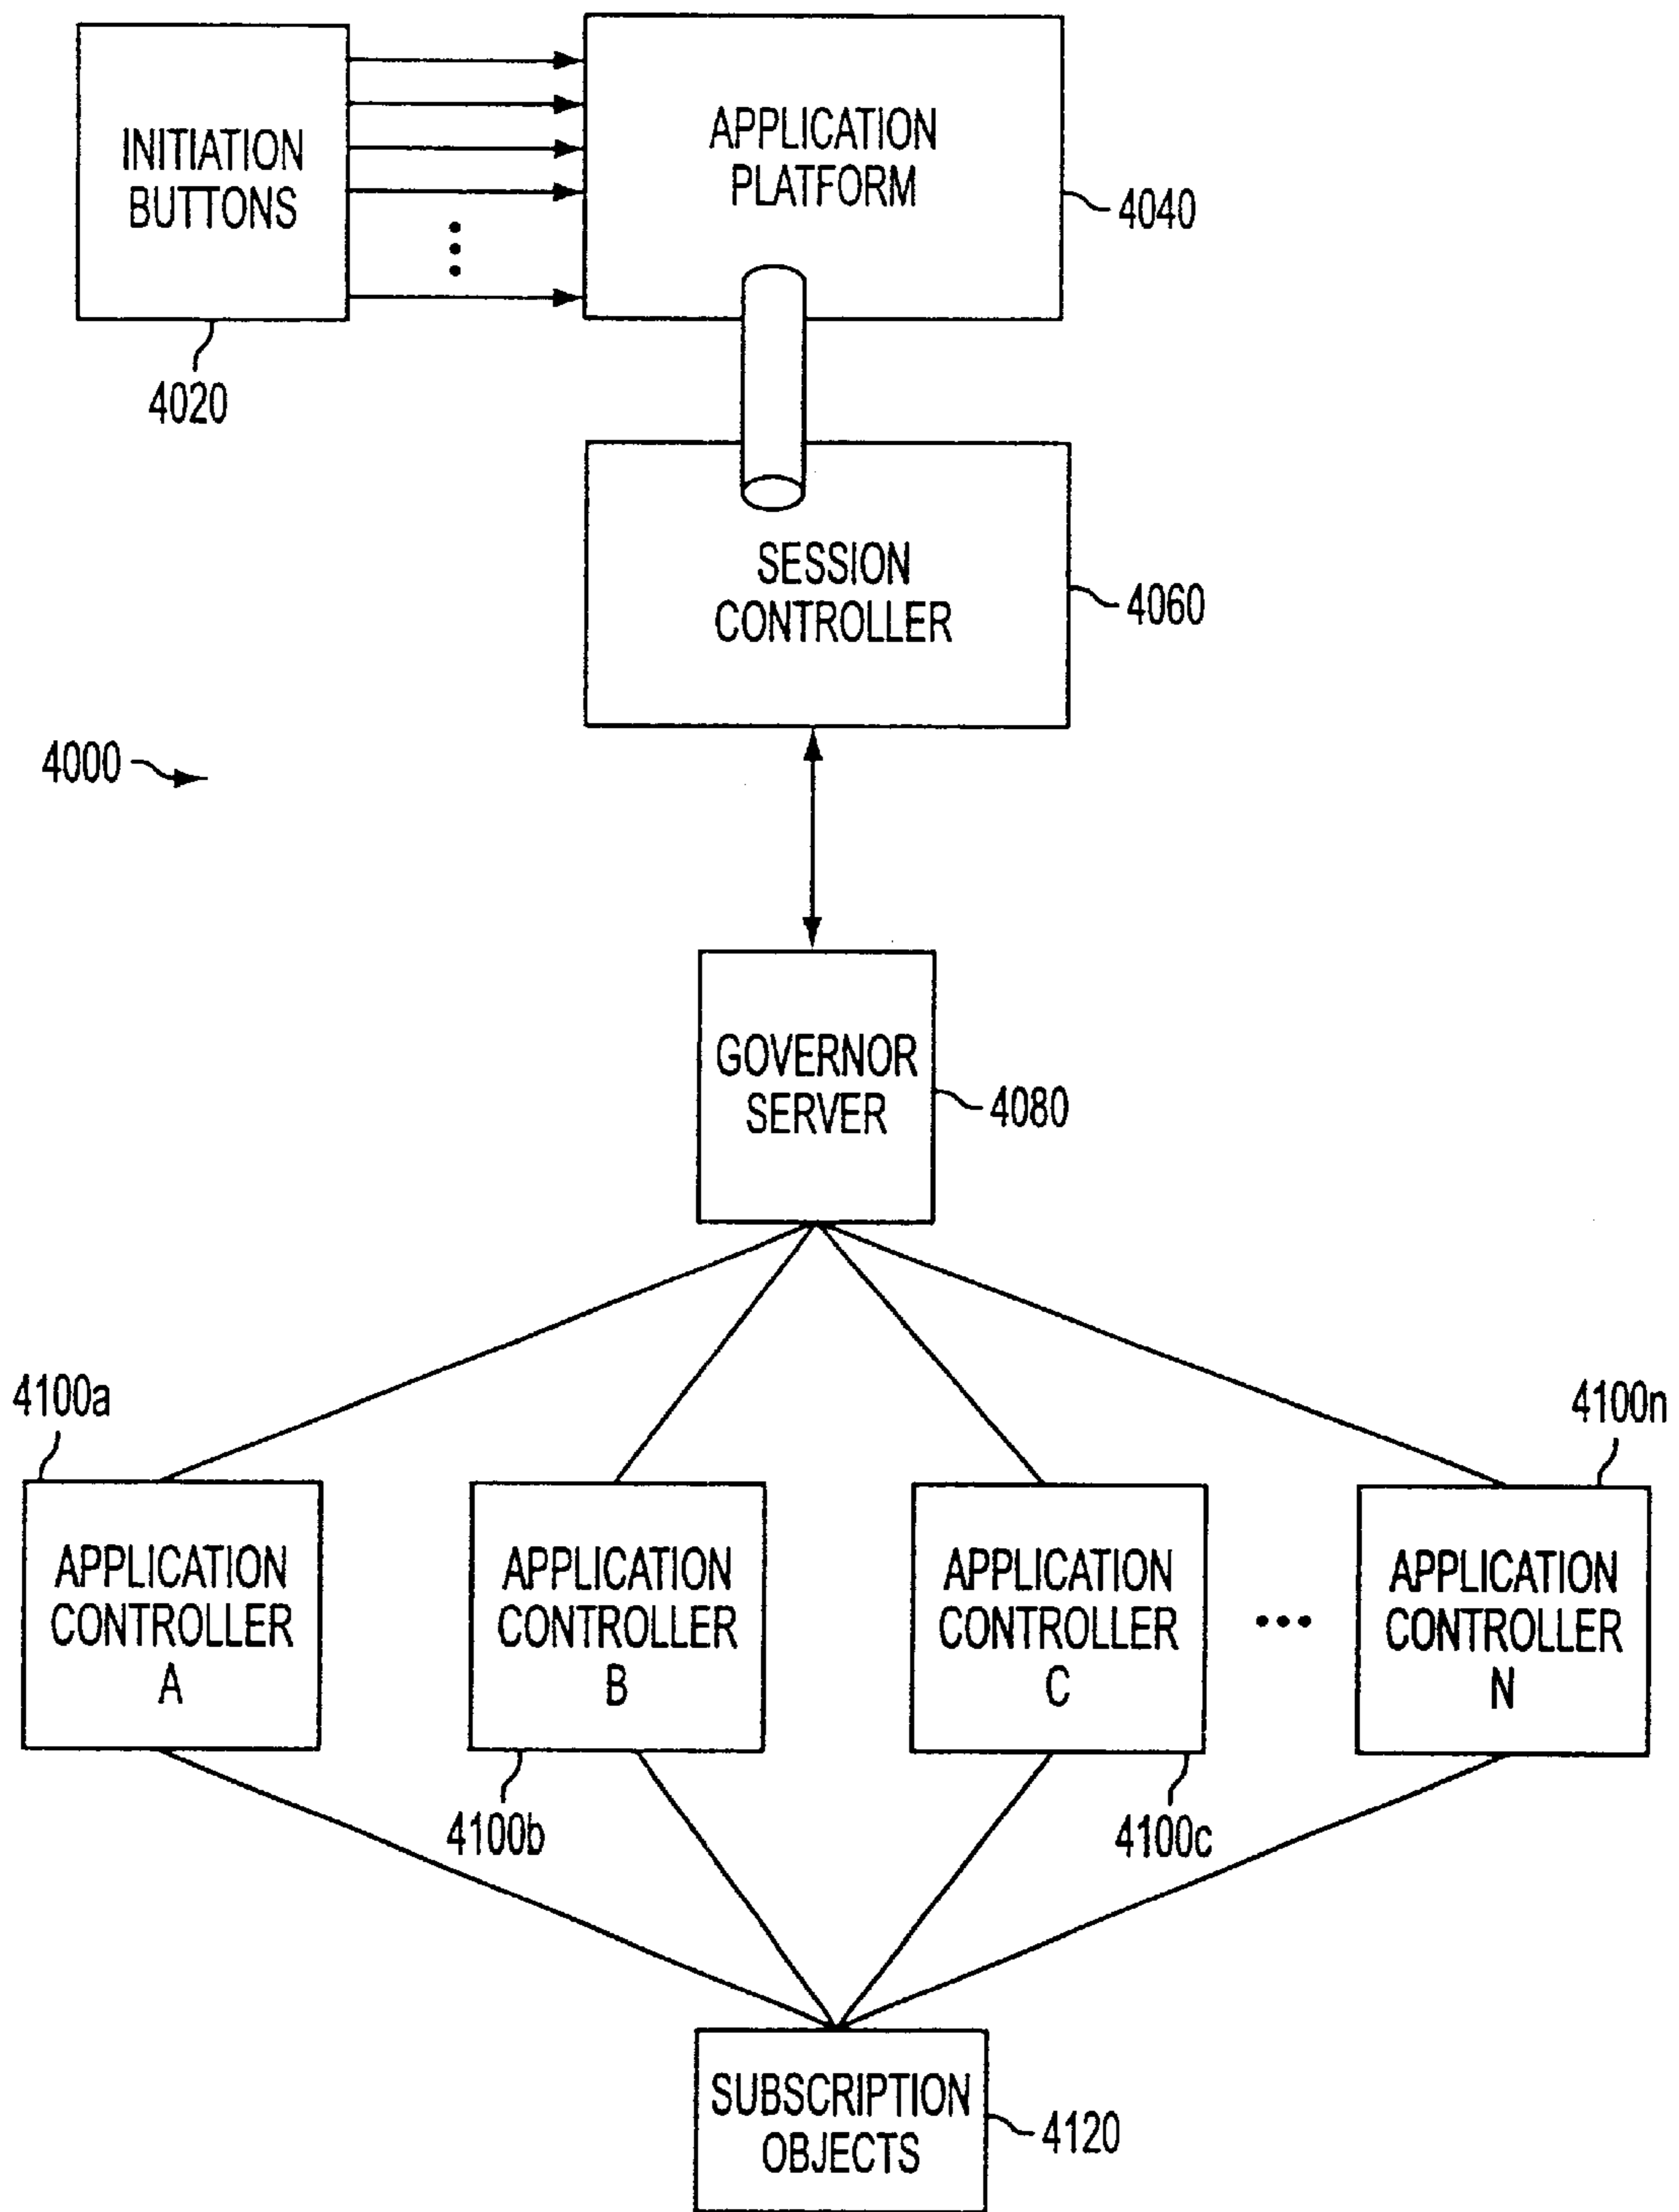 INITIATION
BUTTONS
4020
APPLICATION
PLATFORM
4040
SESSION
CONTROLLER
4060
4000
GOVERNOR
SERVER
4080
4100a
APPLICATION
CONTROLLER
A
APPLICATION
CONTROLLER
B
4100b
APPLICATION
CONTROLLER
C
4100c
4100n
APPLICATION
CONTROLLER
N
SUBSCRIPTION
OBJECTS
4120